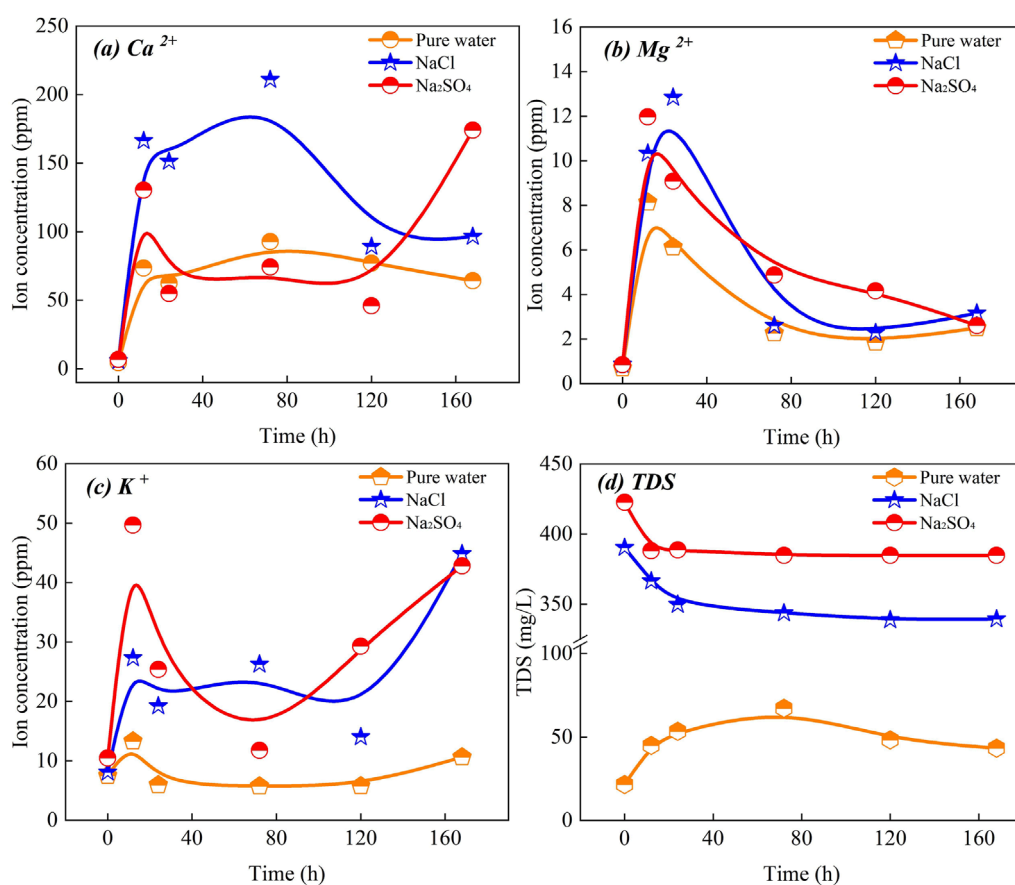 (a) Ca 2+
Pure water
NaCl
Na₂SO₄
Ion concentration (ppm)
250
200
150
100
50
0
0 40 80 120 160
Time (h)
(b) Mg 2+
Pure water
NaCl
Na₂SO₄
Ion concentration (ppm)
16
14
12
10
8
6
4
2
0
0 40 80 120 160
Time (h)
(c) K +
Pure water
NaCl
Na₂SO₄
Ion concentration (ppm)
60
50
40
30
20
10
0
0 40 80 120 160
Time (h)
(d) TDS
Pure water
NaCl
Na₂SO₄
TDS (mg/L)
450
400
350
100
50
0
0 40 80 120 160
Time (h)